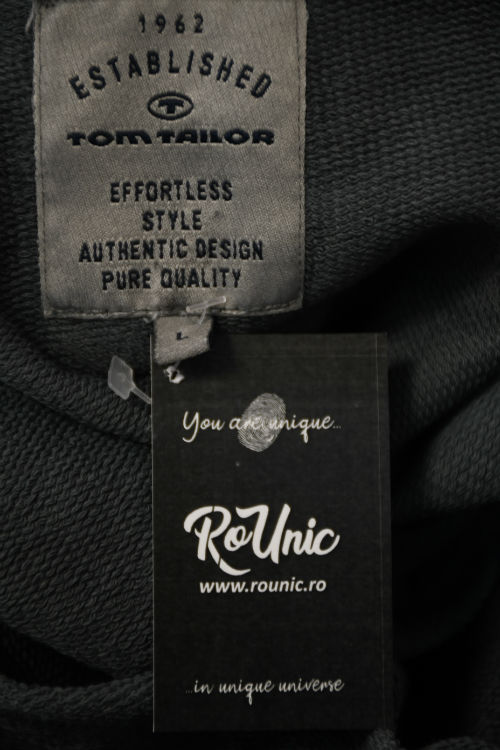 1962
ESTABLISHED
T
TOM TAILOR
EFFORTLESS
STYLE
AUTHENTIC DESIGN
PURE QUALITY
L
You are unique...
RoUnic
www.rounic.ro
...in unique universe